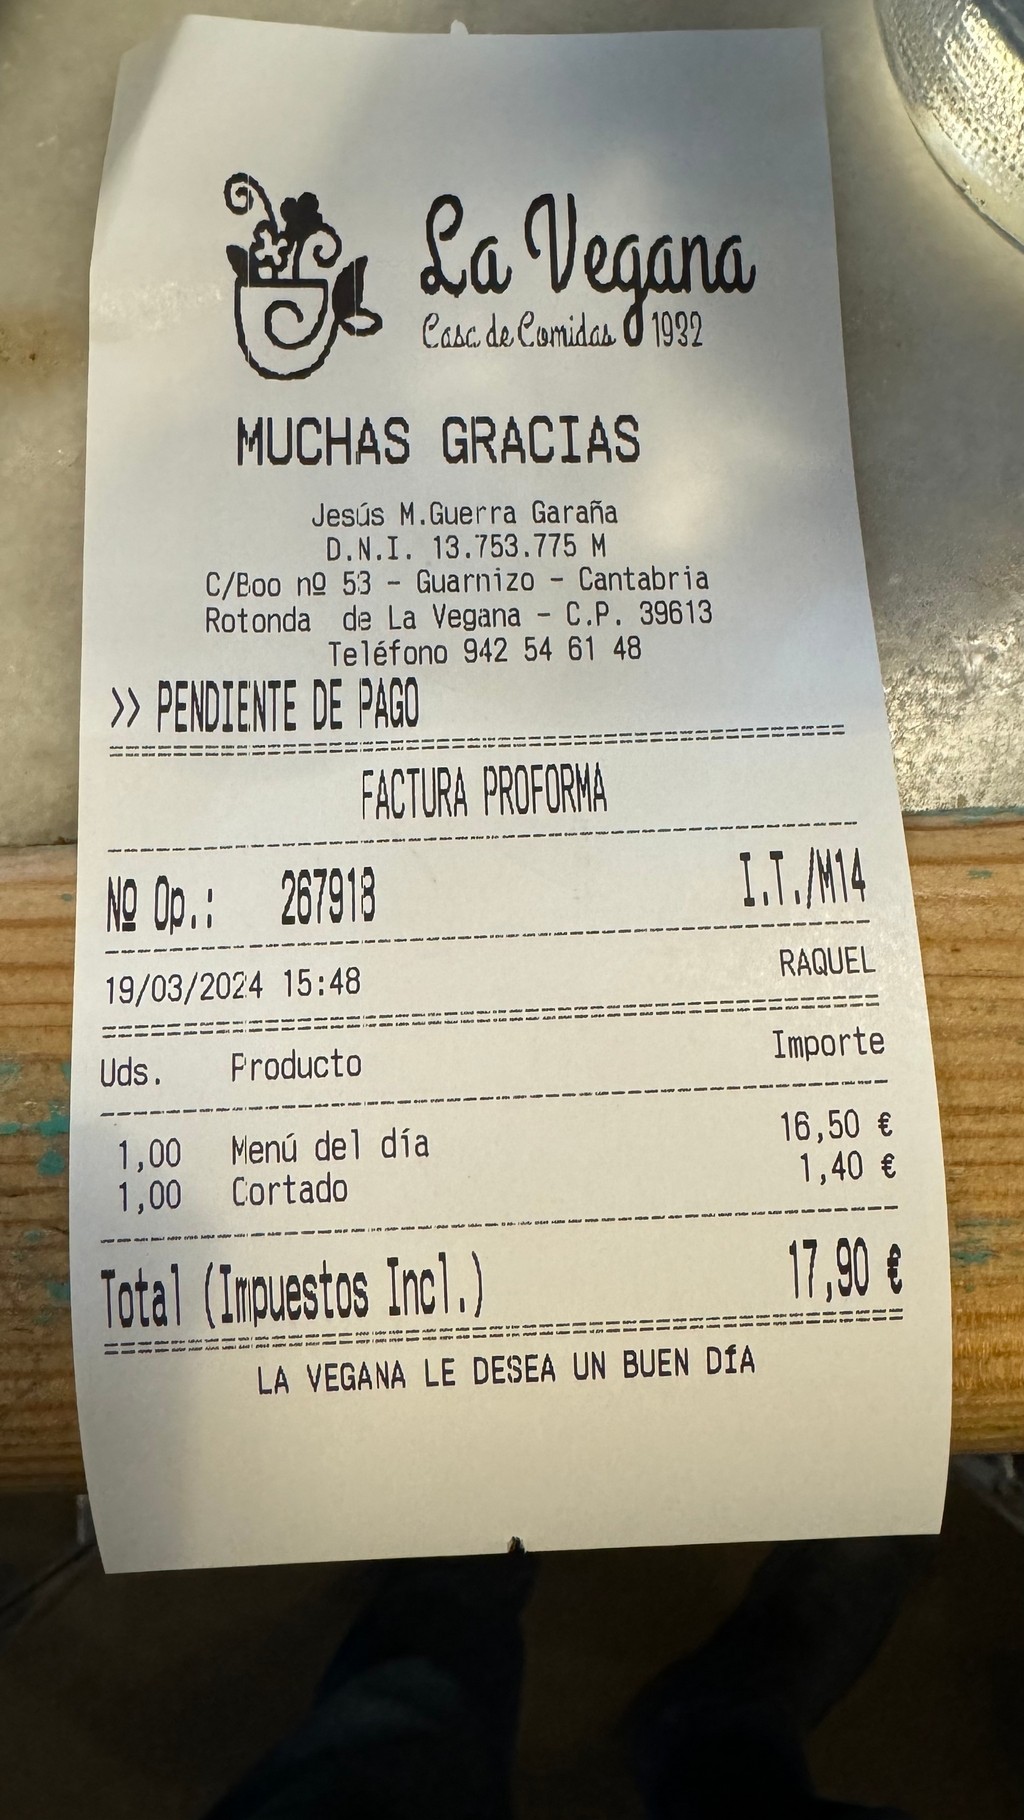 La Vegana
Casa de Comidas 1932
MUCHAS GRACIAS
Jesús M.Guerra Garaña
D.N.I. 13.753.775 M
C/Boo nº 53 - Guarnizo - Cantabria
Rotonda de La Vegana - C.P. 39613
Teléfono 942 54 61 48
>> PENDIENTE DE PAGO
FACTURA PROFORMA
Nº Op.: 267918 I.T./M14
19/03/2024 15:48 RAQUEL
Uds. Producto Importe
1,00 Menú del día 16,50 €
1,00 Cortado 1,40 €
Total (Impuestos Incl.) 17,90 €
LA VEGANA LE DESEA UN BUEN DíA